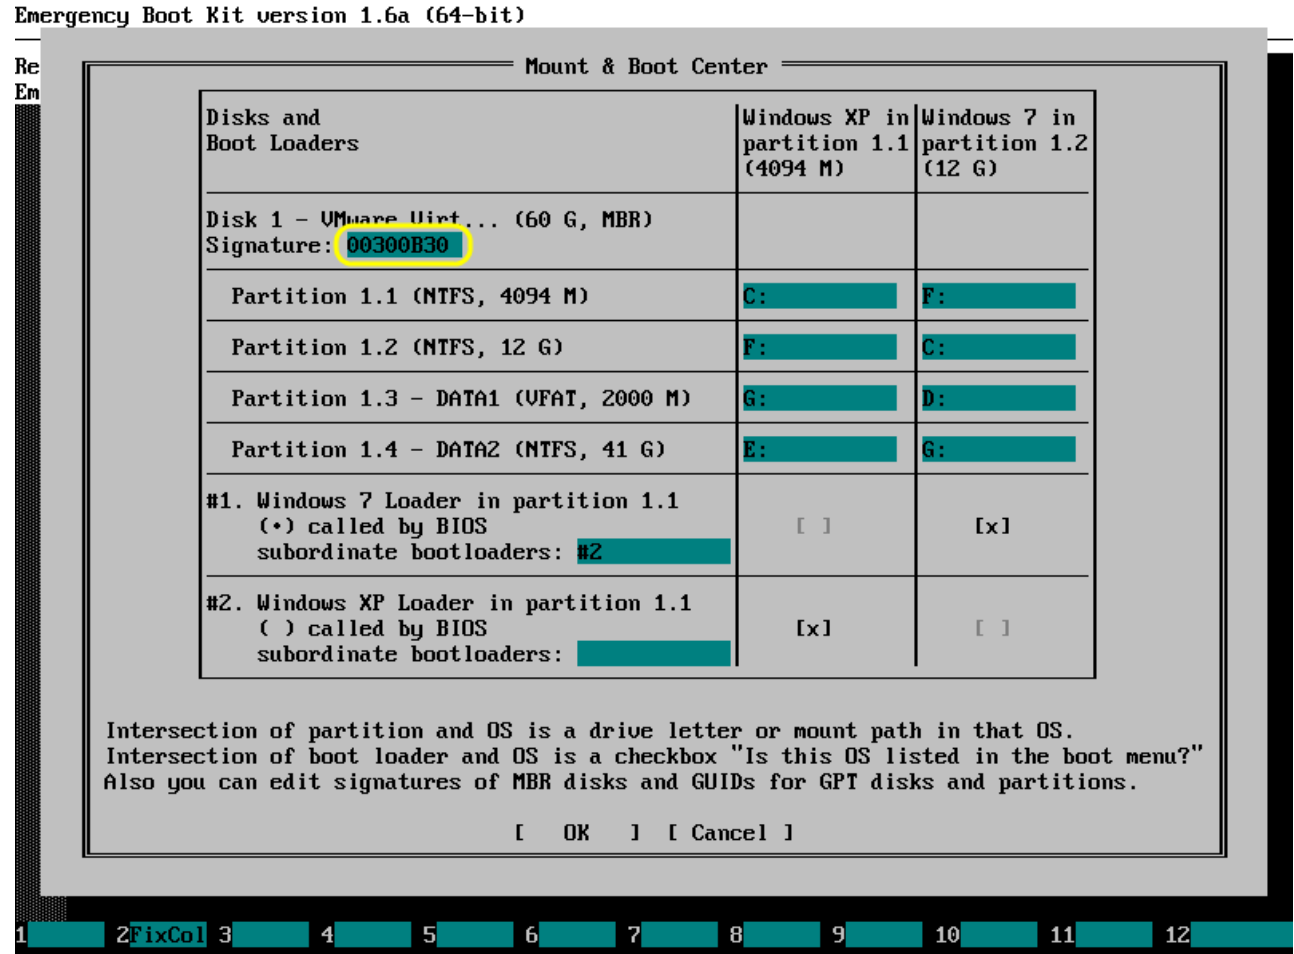 Emergency Boot Kit version 1.6a (64-bit)
Re
Em
Mount & Boot Center
Disks and Boot Loaders
Windows XP in partition 1.1 (4094 M)
Windows 7 in partition 1.2 (12 G)
Disk 1 - VMware Virt... (60 G, MBR)
Signature: 00300B30
Partition 1.1 (NTFS, 4094 M) C: F:
Partition 1.2 (NTFS, 12 G) F: C:
Partition 1.3 - DATA1 (VFAT, 2000 M) G: D:
Partition 1.4 - DATA2 (NTFS, 41 G) E: G:
#1. Windows 7 Loader in partition 1.1
(•) called by BIOS [ ] [x]
subordinate bootloaders: #2
#2. Windows XP Loader in partition 1.1
( ) called by BIOS [x] [ ]
subordinate bootloaders:
Intersection of partition and OS is a drive letter or mount path in that OS.
Intersection of boot loader and OS is a checkbox "Is this OS listed in the boot menu?"
Also you can edit signatures of MBR disks and GUIDs for GPT disks and partitions.
[ OK ] [ Cancel ]
1 2FixCol 3 4 5 6 7 8 9 10 11 12